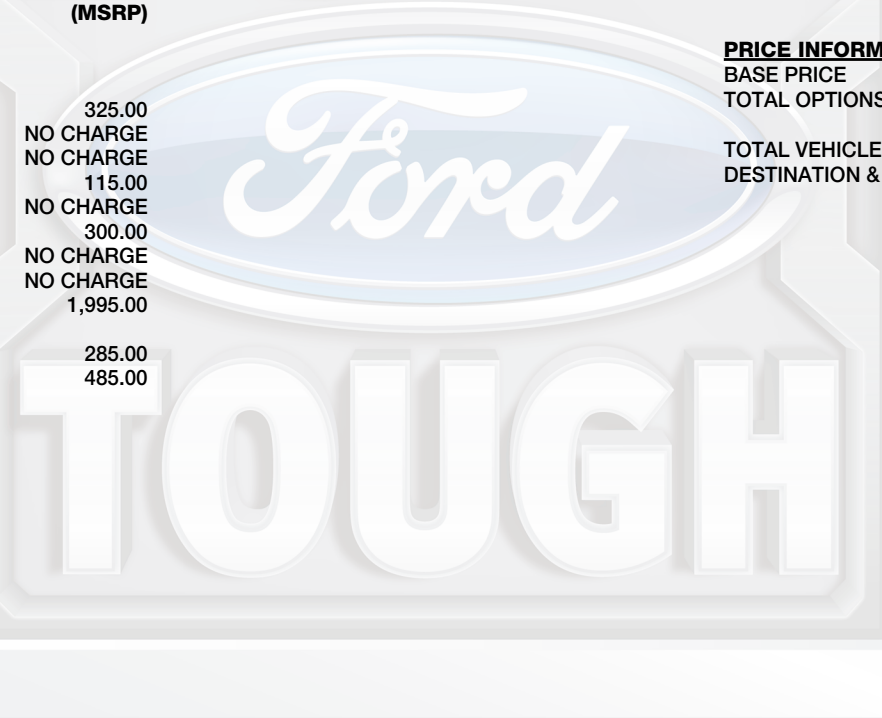 (MSRP)
325.00
NO CHARGE
NO CHARGE
115.00
NO CHARGE
300.00
NO CHARGE
NO CHARGE
1,995.00
285.00
485.00
PRICE INFORM
BASE PRICE
TOTAL OPTIONS
TOTAL VEHICLE
DESTINATION &
Ford
TOUGH